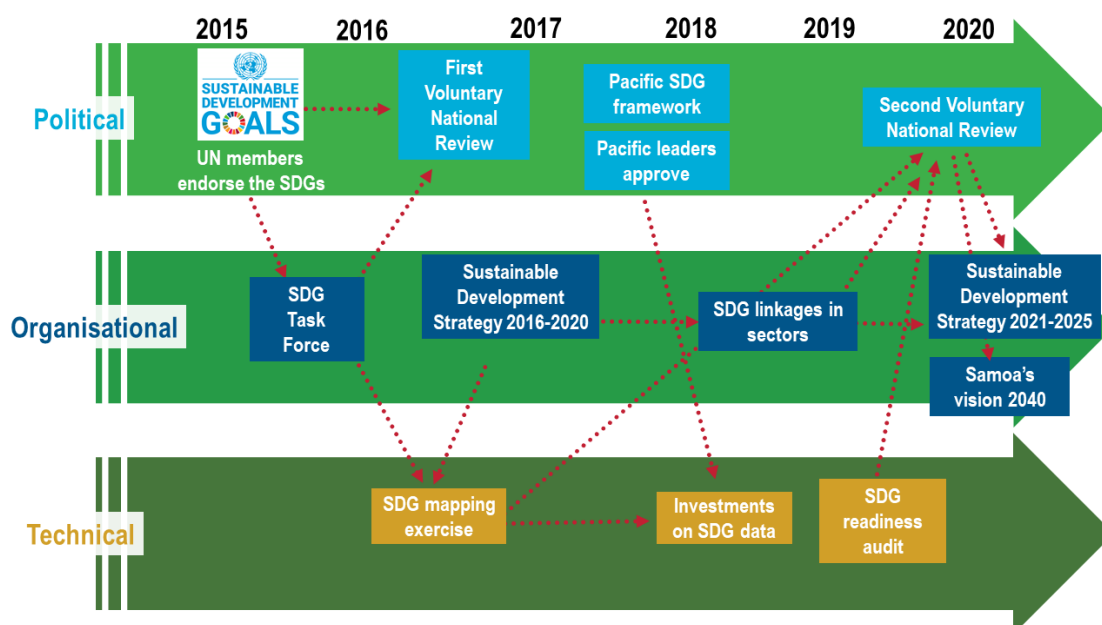 2015
2016
2017
2018
2019
2020
Political
SUSTAINABLE
DEVELOPMENT
GOALS
UN members
endorse the SDGs
First
Voluntary
National
Review
Pacific SDG
framework
Pacific leaders
approve
Second Voluntary
National Review
Organisational
SDG
Task
Force
Sustainable
Development
Strategy 2016-2020
SDG linkages in
sectors
Sustainable
Development
Strategy 2021-2025
Samoa's
vision 2040
Technical
SDG mapping
exercise
Investments
on SDG data
SDG
readiness
audit